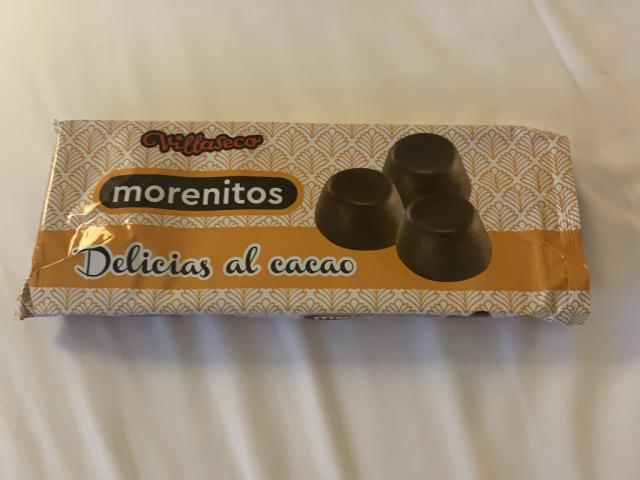 Villaseco
morenitos
Delicias al cacao